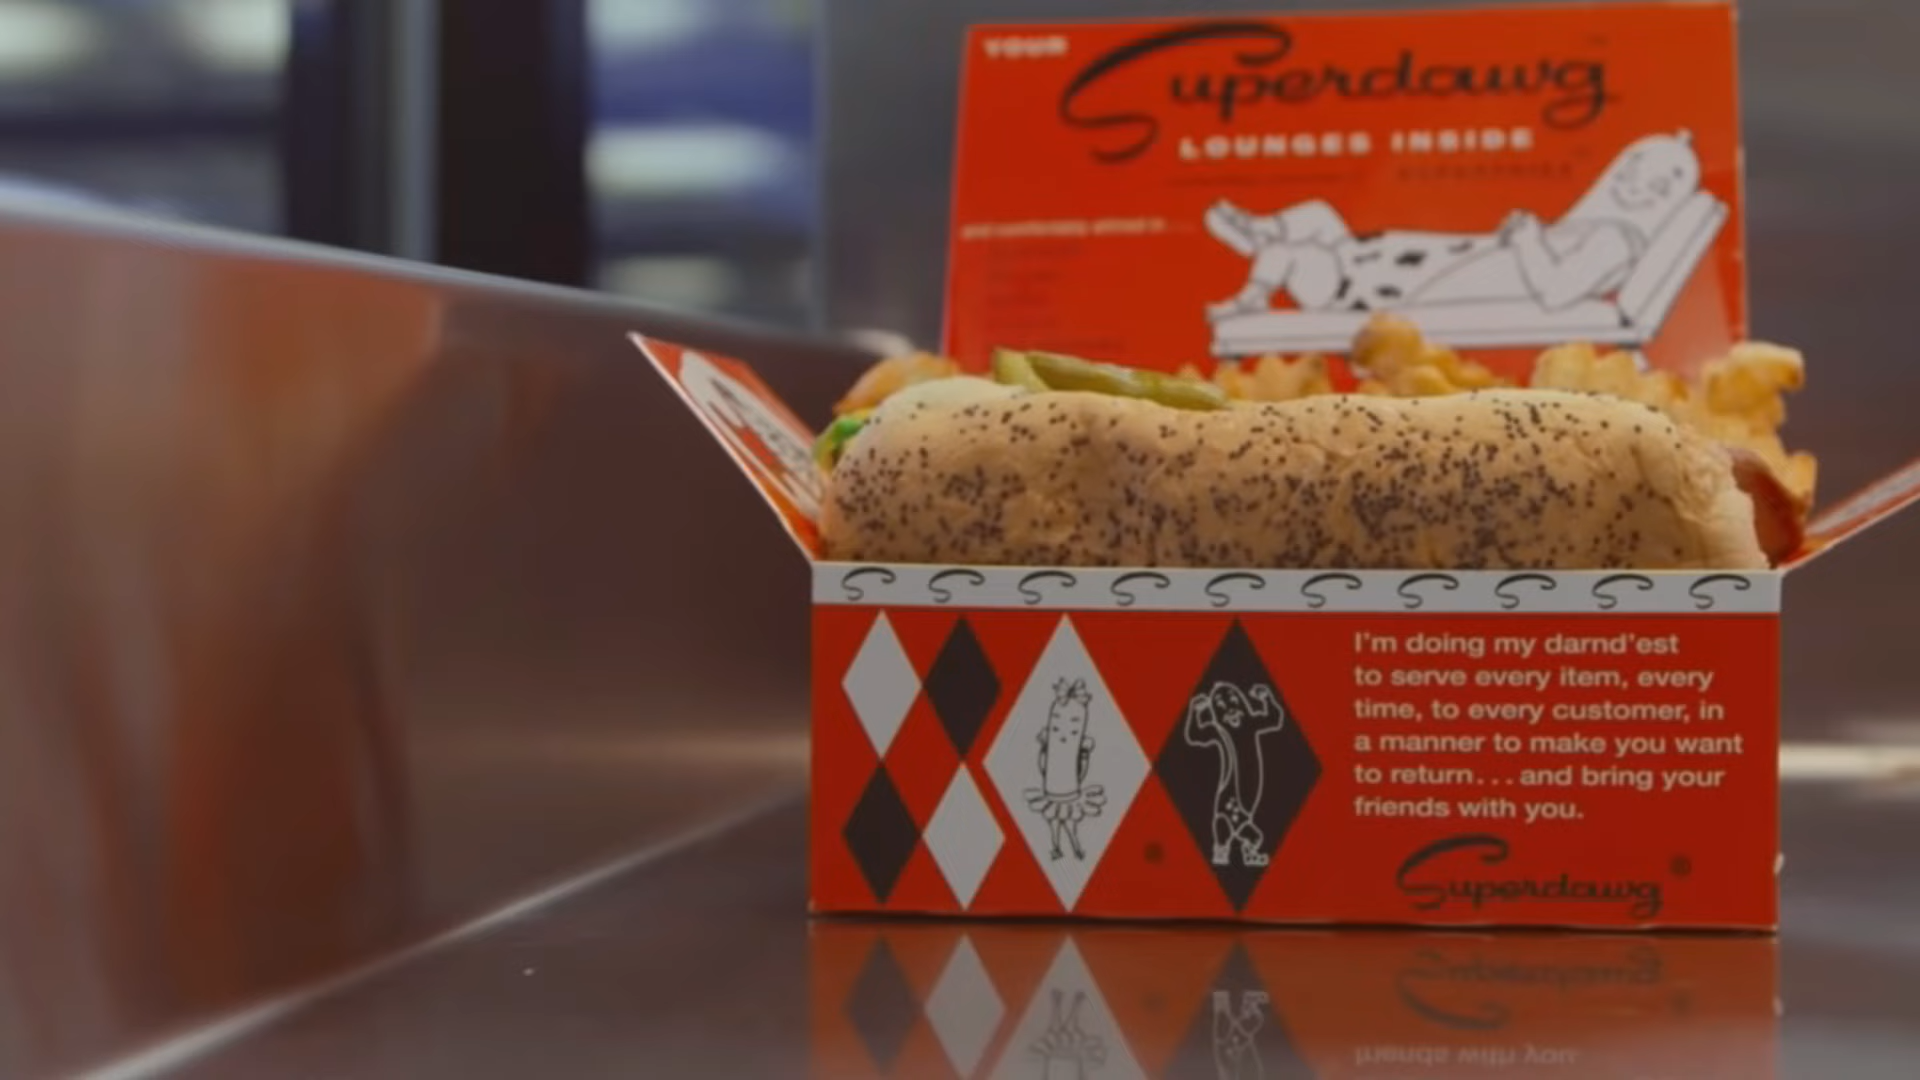 YOUR
Superdawg
LOUNGES INSIDE
I'm doing my darnd'est
to serve every item, every
time, to every customer, in
a manner to make you want
to return... and bring your
friends with you.
Superdawg®